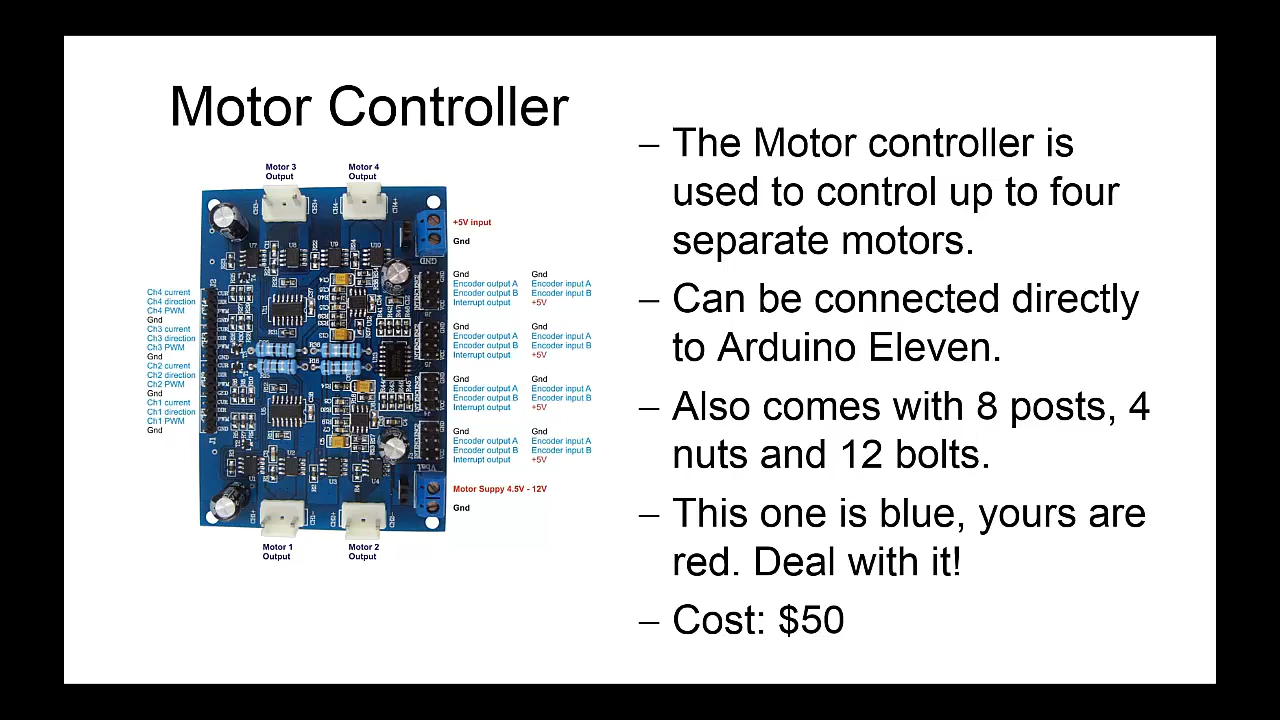 Motor Controller
Motor 3
Output
Motor 4
Output
+5V input
Gnd
Gnd
Encoder output A
Encoder output B
Interrupt output
Gnd
Encoder input A
Encoder input B
+5V
Gnd
Encoder output A
Encoder output B
Interrupt output
Gnd
Encoder input A
Encoder input B
+5V
Gnd
Encoder output A
Encoder output B
Interrupt output
Gnd
Encoder input A
Encoder input B
+5V
Gnd
Encoder output A
Encoder output B
Interrupt output
Gnd
Encoder input A
Encoder input B
+5V
Motor Suppy 4.5V - 12V
Gnd
Ch4 current
Ch4 direction
Ch4 PWM
Gnd
Ch3 current
Ch3 direction
Ch3 PWM
Gnd
Ch2 current
Ch2 direction
Ch2 PWM
Gnd
Ch1 current
Ch1 direction
Ch1 PWM
Gnd
Motor 1
Output
Motor 2
Output
– The Motor controller is
used to control up to four
separate motors.
– Can be connected directly
to Arduino Eleven.
– Also comes with 8 posts, 4
nuts and 12 bolts.
– This one is blue, yours are
red. Deal with it!
– Cost: $50